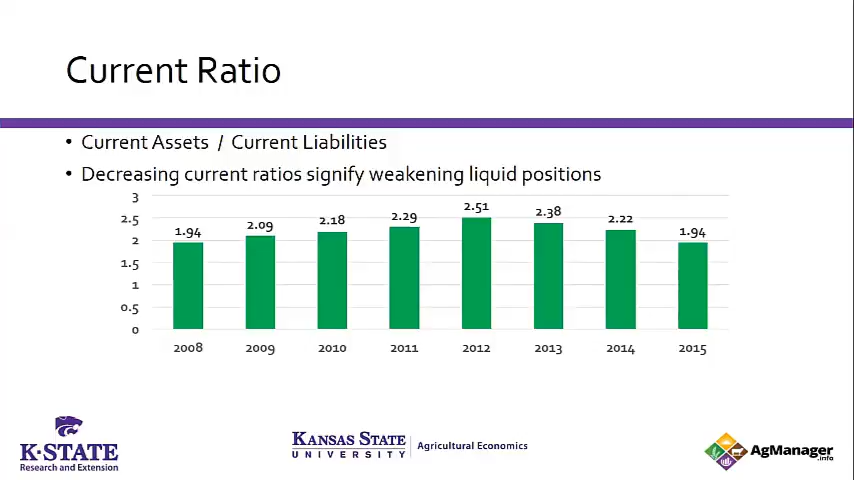 Current Ratio
• Current Assets / Current Liabilities
• Decreasing current ratios signify weakening liquid positions
3
2.5
2
1.5
1
0.5
0
1.94 2.09 2.18 2.29 2.51 2.38 2.22 1.94
2008 2009 2010 2011 2012 2013 2014 2015
K-STATE
Research and Extension
KANSAS STATE
UNIVERSITY
Agricultural Economics
AgManager
.info